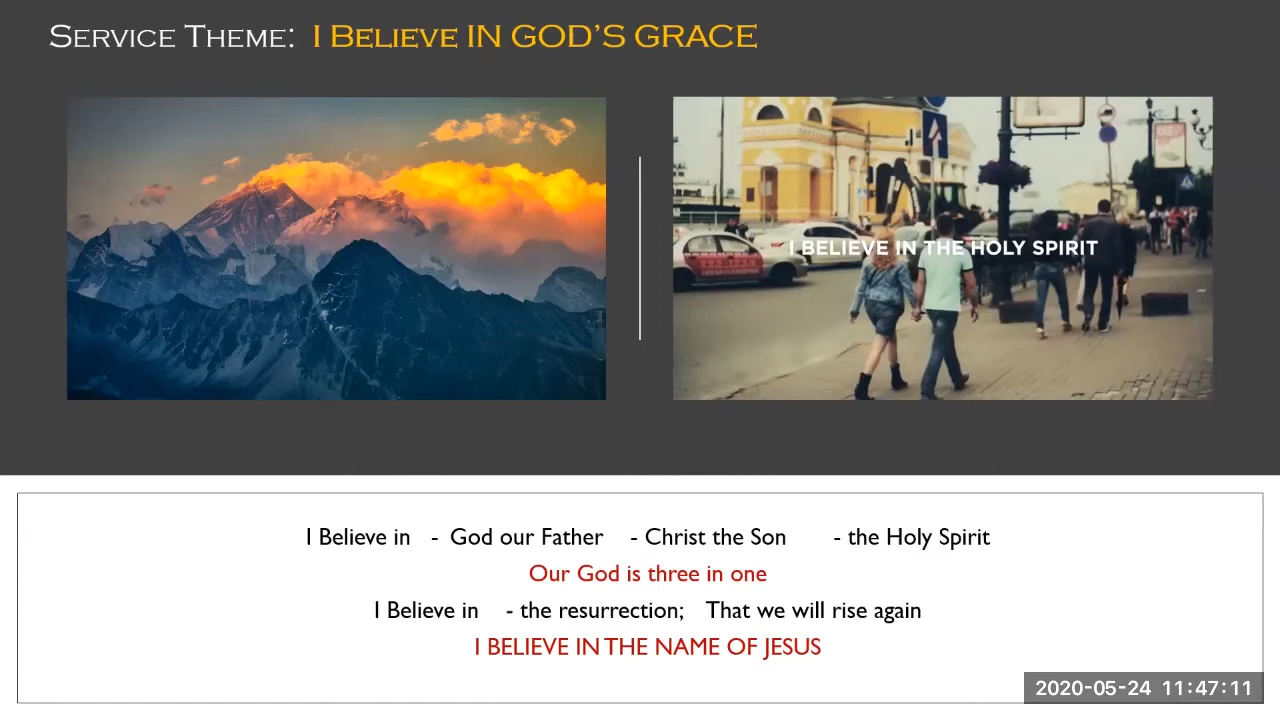 SERVICE THEME: I BELIEVE IN GOD'S GRACE
I BELIEVE IN THE HOLY SPIRIT
I Believe in - God our Father - Christ the Son - the Holy Spirit
Our God is three in one
I Believe in - the resurrection; That we will rise again
I BELIEVE IN THE NAME OF JESUS
2020-05-24 11:47:11